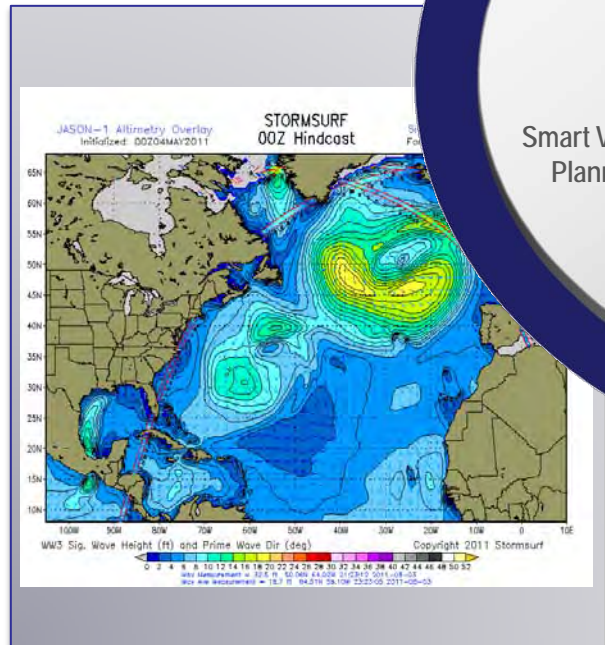 JASON-1 Altimetry Overlay
Initialized: 00Z04MAY2011
STORMSURF
00Z Hindcast
Smart
Plann
65N
60N
55N
50N
45N
40N
35N
30N
25N
20N
15N
10N
100W 90W 80W 70W 60W 50W 40W 30W 20W 10W 0 10E
WW3 Sig. Wave Height (ft) and Prime Wave Dir (deg) Copyright 2011 Stormsurf
0 2 4 6 8 10 12 14 16 18 20 22 24 26 28 30 32 34 36 38 40 42 44 46 48 50 52